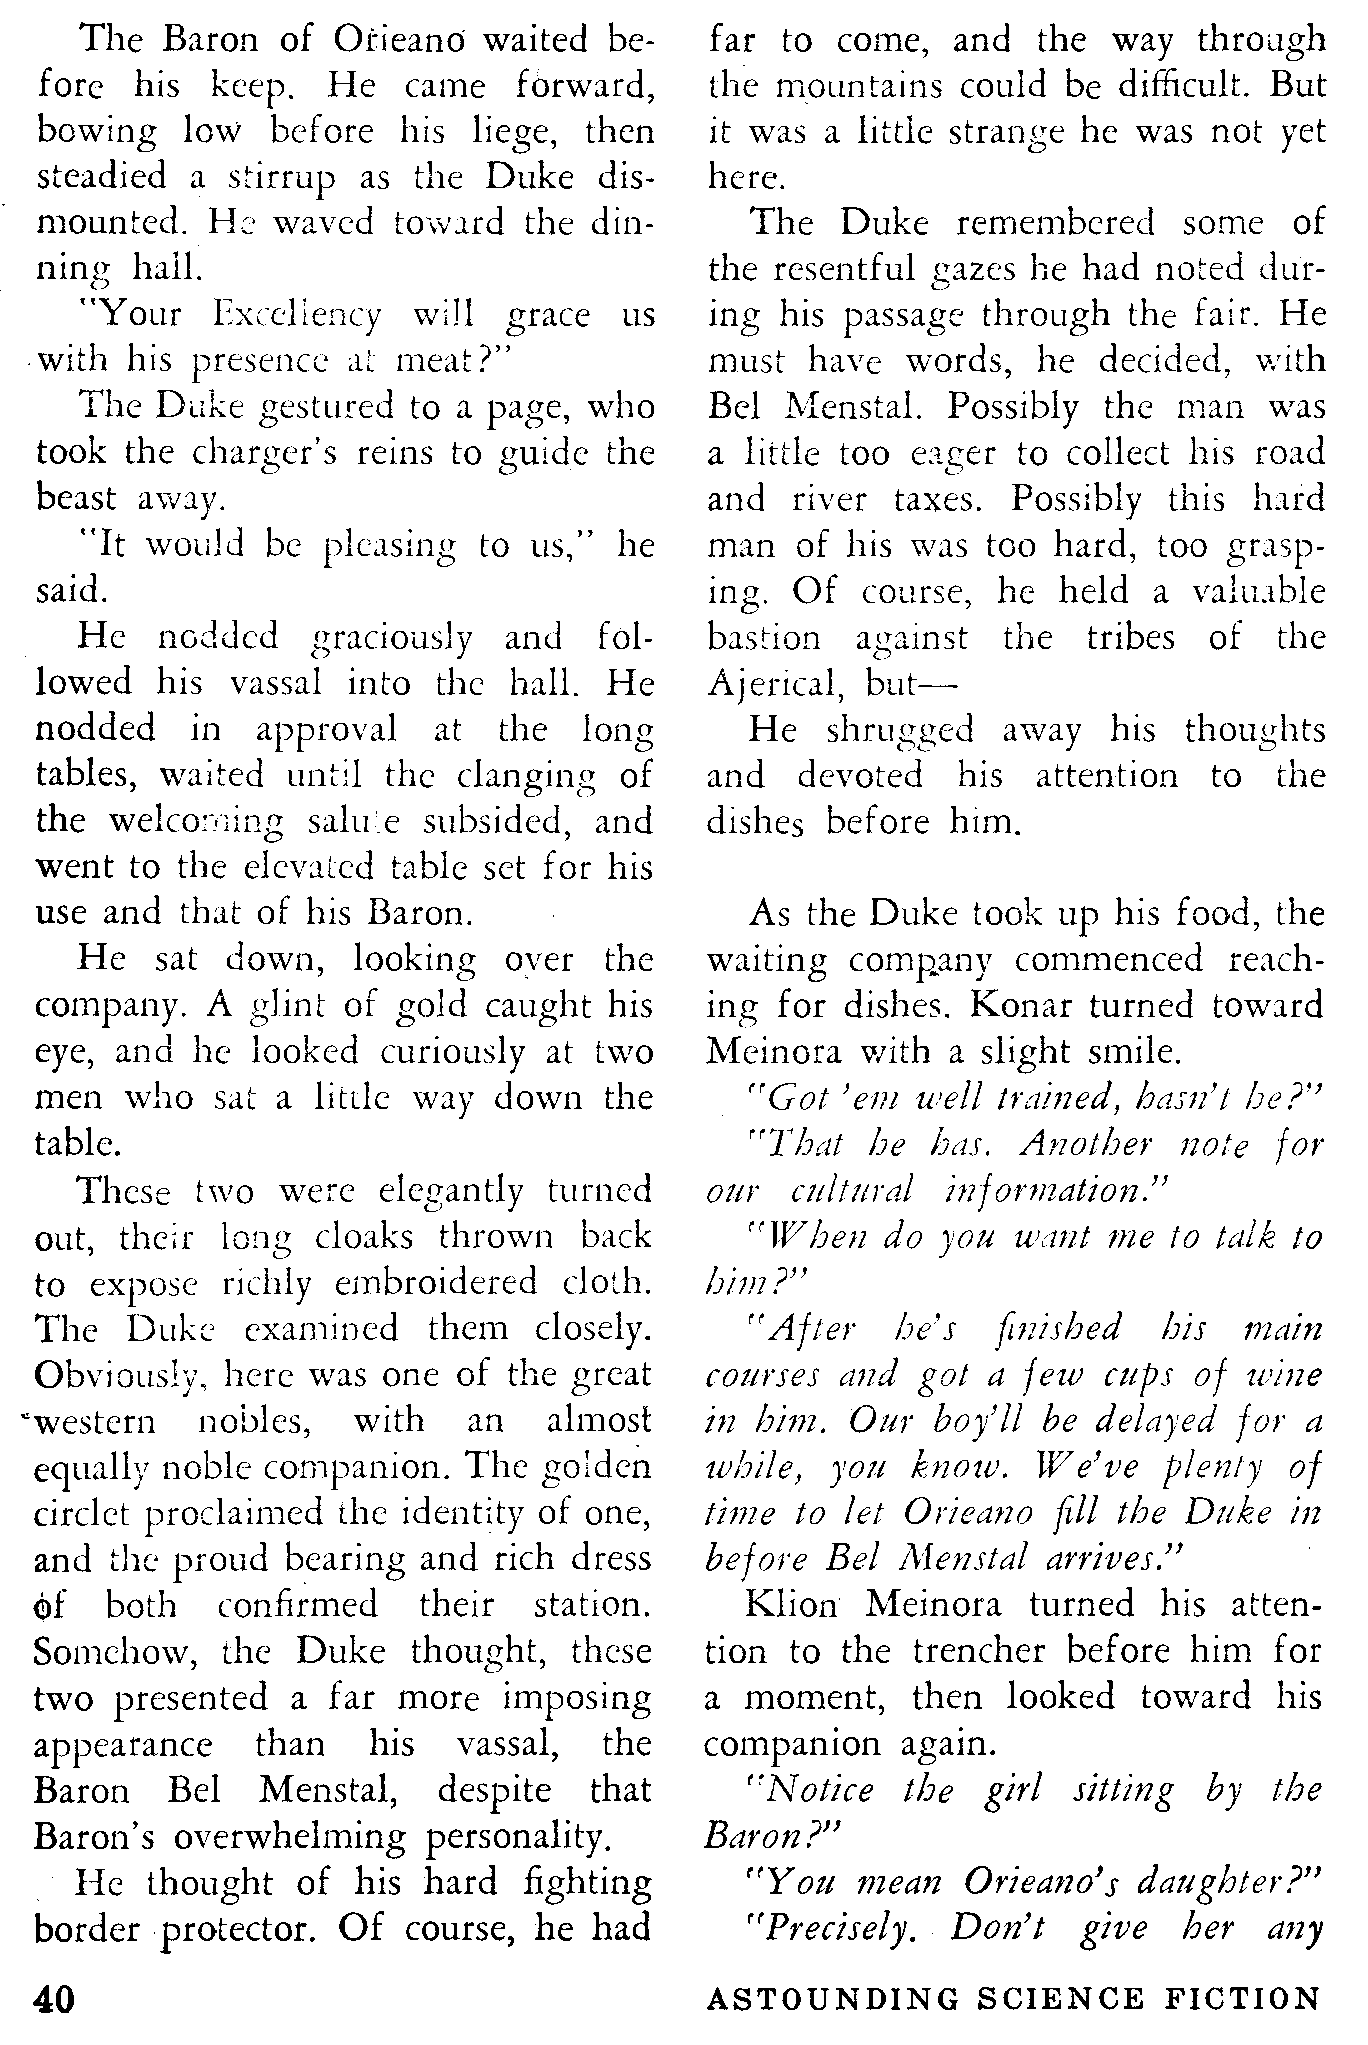 The Baron of Orieano waited be-
fore his keep. He came forward,
bowing low before his liege, then
steadied a stirrup as the Duke dis-
mounted. He waved toward the din-
ning hall.
"Your Excellency will grace us
with his presence at meat?"
The Duke gestured to a page, who
took the charger's reins to guide the
beast away.
"It would be pleasing to us," he
said.
He nodded graciously and fol-
lowed his vassal into the hall. He
nodded in approval at the long
tables, waited until the clanging of
the welcoming salute subsided, and
went to the elevated table set for his
use and that of his Baron.
He sat down, looking over the
company. A glint of gold caught his
eye, and he looked curiously at two
men who sat a little way down the
table.
These two were elegantly turned
out, their long cloaks thrown back
to expose richly embroidered cloth.
The Duke examined them closely.
Obviously, here was one of the great
western nobles, with an almost
equally noble companion. The golden
circlet proclaimed the identity of one,
and the proud bearing and rich dress
of both confirmed their station.
Somehow, the Duke thought, these
two presented a far more imposing
appearance than his vassal, the
Baron Bel Menstal, despite that
Baron's overwhelming personality.
He thought of his hard fighting
border protector. Of course, he had
far to come, and the way through
the mountains could be difficult. But
it was a little strange he was not yet
here.
The Duke remembered some of
the resentful gazes he had noted dur-
ing his passage through the fair. He
must have words, he decided, with
Bel Menstal. Possibly the man was
a little too eager to collect his road
and river taxes. Possibly this hard
man of his was too hard, too grasp-
ing. Of course, he held a valuable
bastion against the tribes of the
Ajerical, but—
He shrugged away his thoughts
and devoted his attention to the
dishes before him.
As the Duke took up his food, the
waiting company commenced reach-
ing for dishes. Konar turned toward
Meinora with a slight smile.
"Got 'em well trained, hasn't he?"
"That he has. Another note for
our cultural information."
"When do you want me to talk to
him?"
"After he's finished his main
courses and got a few cups of wine
in him. Our boy'll be delayed for a
while, you know. We've plenty of
time to let Orieano fill the Duke in
before Bel Menstal arrives."
Klion Meinora turned his atten-
tion to the trencher before him for
a moment, then looked toward his
companion again.
"Notice the girl sitting by the
Baron?"
"You mean Orieano's daughter?"
"Precisely. Don't give her any
40
ASTOUNDING SCIENCE FICTION